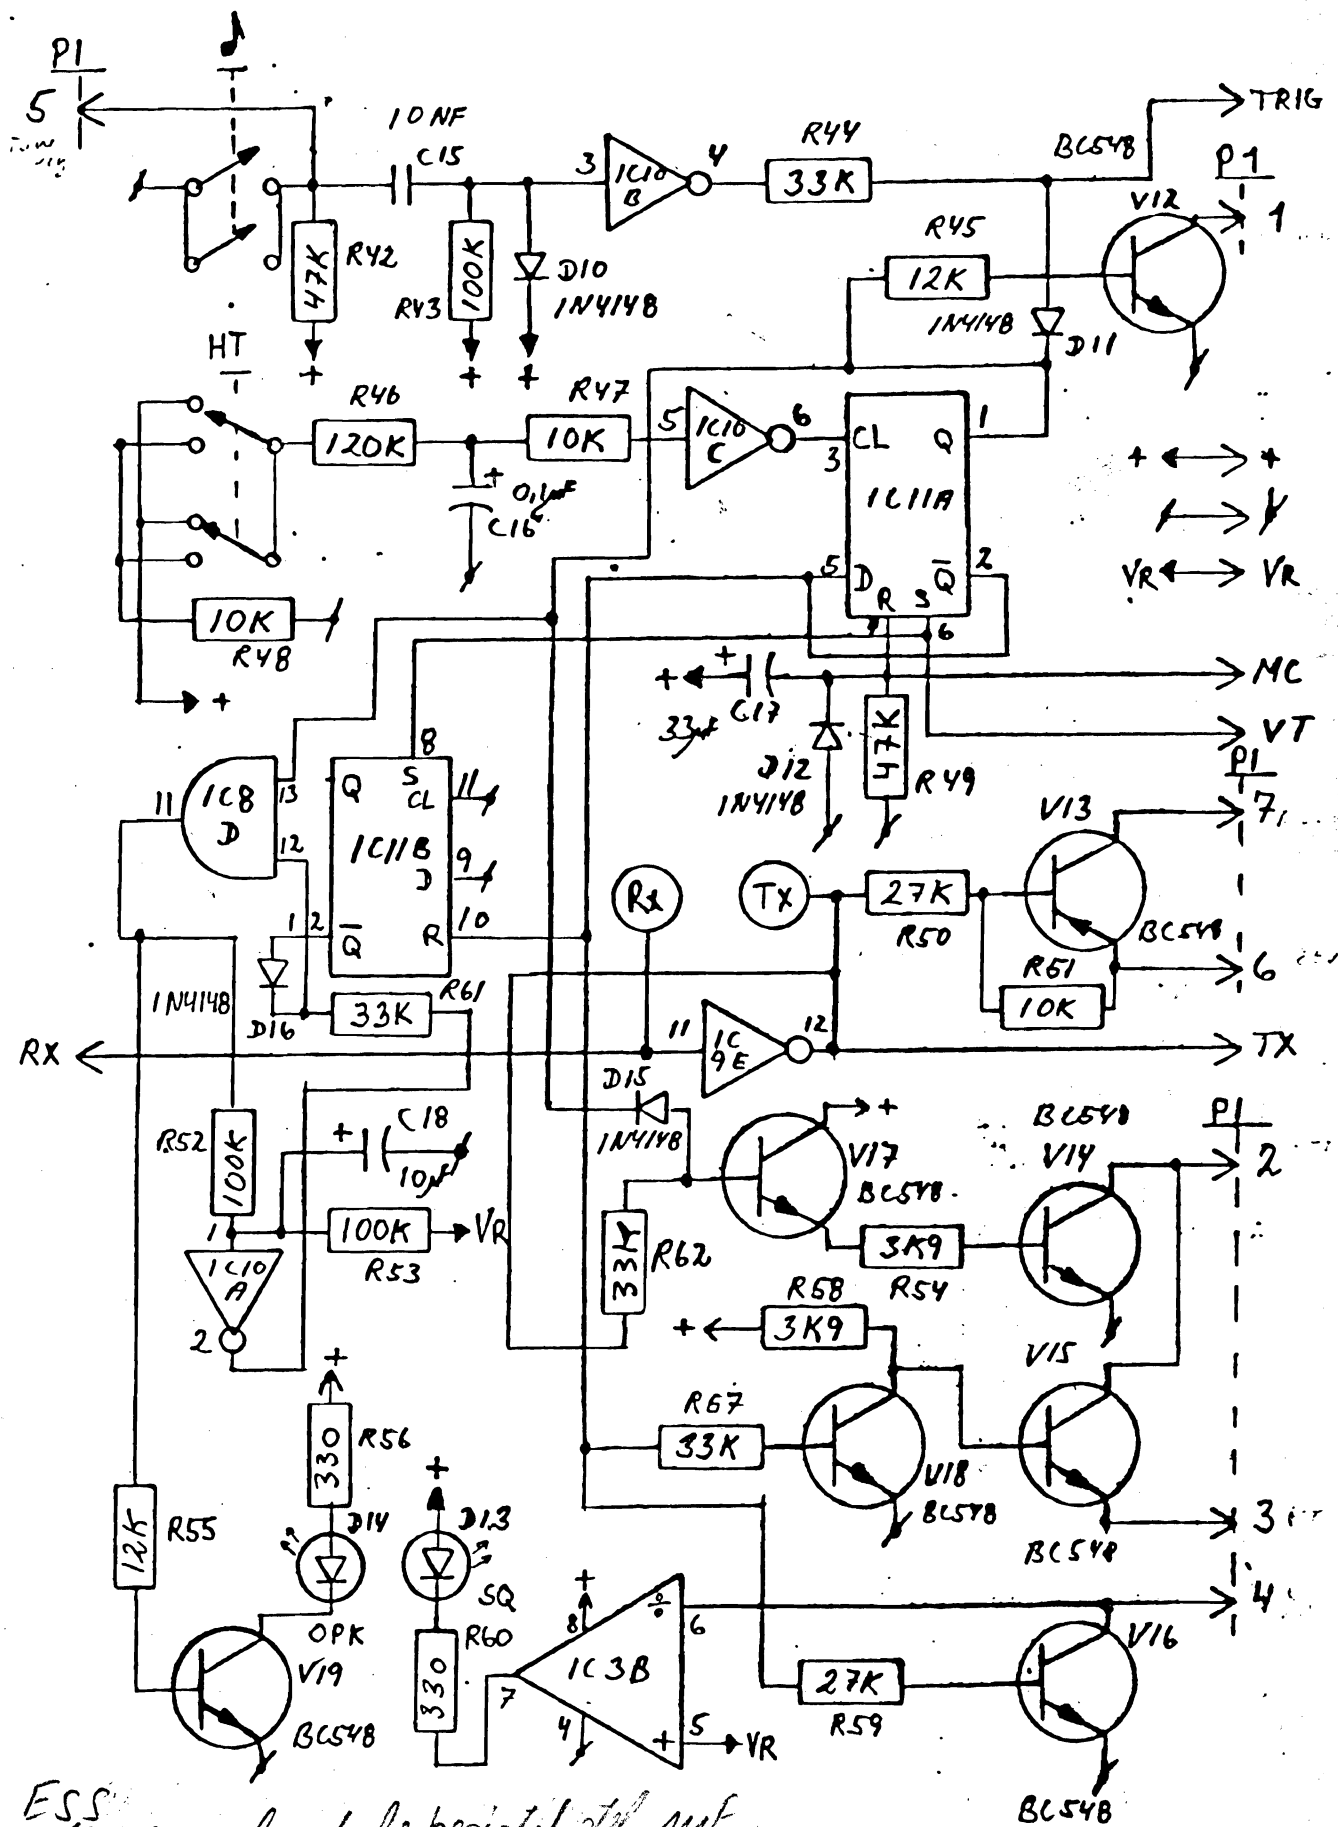 P1
5
10 NF
C15
3
IC10
B
4
R44
33K
BC548
TRIG
P1
V12
1
R42
47K
R43
100K
D10
1N4148
R45
12K
1N4148
D11
+
+
+
HT
R46
120K
R47
10K
5
IC10
C
6
CL
3
Q
1
IC11A
+
0,1µF
C16
5
D
Q̅
2
R
S
6
+
+
VR
VR
10K
R48
+
+
+
C17
33µF
MC
VT
D12
1N4148
47K
R49
P1
7
V13
8
S
Q
CL
11
IC11B
D
9
Q̅
R
10
12
11
IC8
D
13
12
Rx
Tx
27K
R50
BC548
6
R51
10K
1N4148
D16
33K
R61
RX
11
IC
9E
12
TX
D15
1N4148
+
V17
BC548
BC548
V14
P1
2
R52
100K
+
C18
10µF
1
100K
VR
R53
IC10
A
2
33K
R62
3K9
R54
R58
3K9
+
V15
R67
33K
V18
BC548
BC548
3
+
330
R56
D14
OPK
+
D13
SQ
R60
330
12K
R55
V19
BC548
+
8
6
IC3B
7
4
+
5
VR
27K
R59
4
V16
BC548
ESS